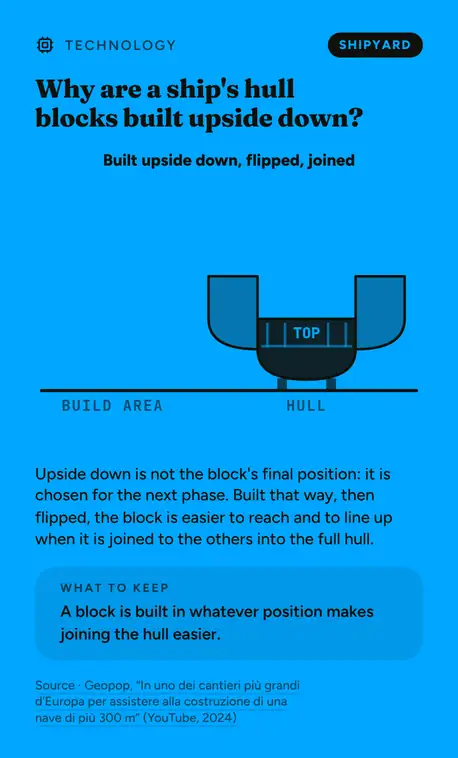 TECHNOLOGY
SHIPYARD
Why are a ship's hull
blocks built upside down?
Built upside down, flipped, joined
TOP
BUILD AREA
HULL
Upside down is not the block's final position: it is
chosen for the next phase. Built that way, then
flipped, the block is easier to reach and to line up
when it is joined to the others into the full hull.
WHAT TO KEEP
A block is built in whatever position makes
joining the hull easier.
Source · Geopop, “In uno dei cantieri più grandi
d'Europa per assistere alla costruzione di una
nave di più 300 m” (YouTube, 2024)